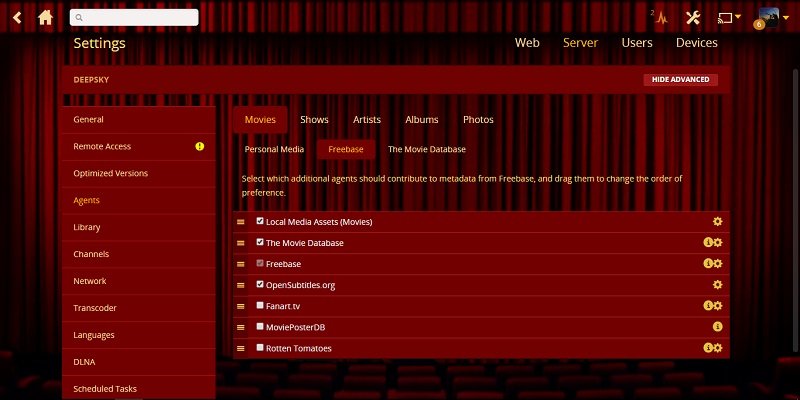 2
6
Settings
Web Server Users Devices
DEEPSKY
HIDE ADVANCED
General
Remote Access
Optimized Versions
Agents
Library
Channels
Network
Transcoder
Languages
DLNA
Scheduled Tasks
Movies Shows Artists Albums Photos
Personal Media Freebase The Movie Database
Select which additional agents should contribute to metadata from Freebase, and drag them to change the order of
preference.
Local Media Assets (Movies)
The Movie Database
Freebase
OpenSubtitles.org
Fanart.tv
MoviePosterDB
Rotten Tomatoes